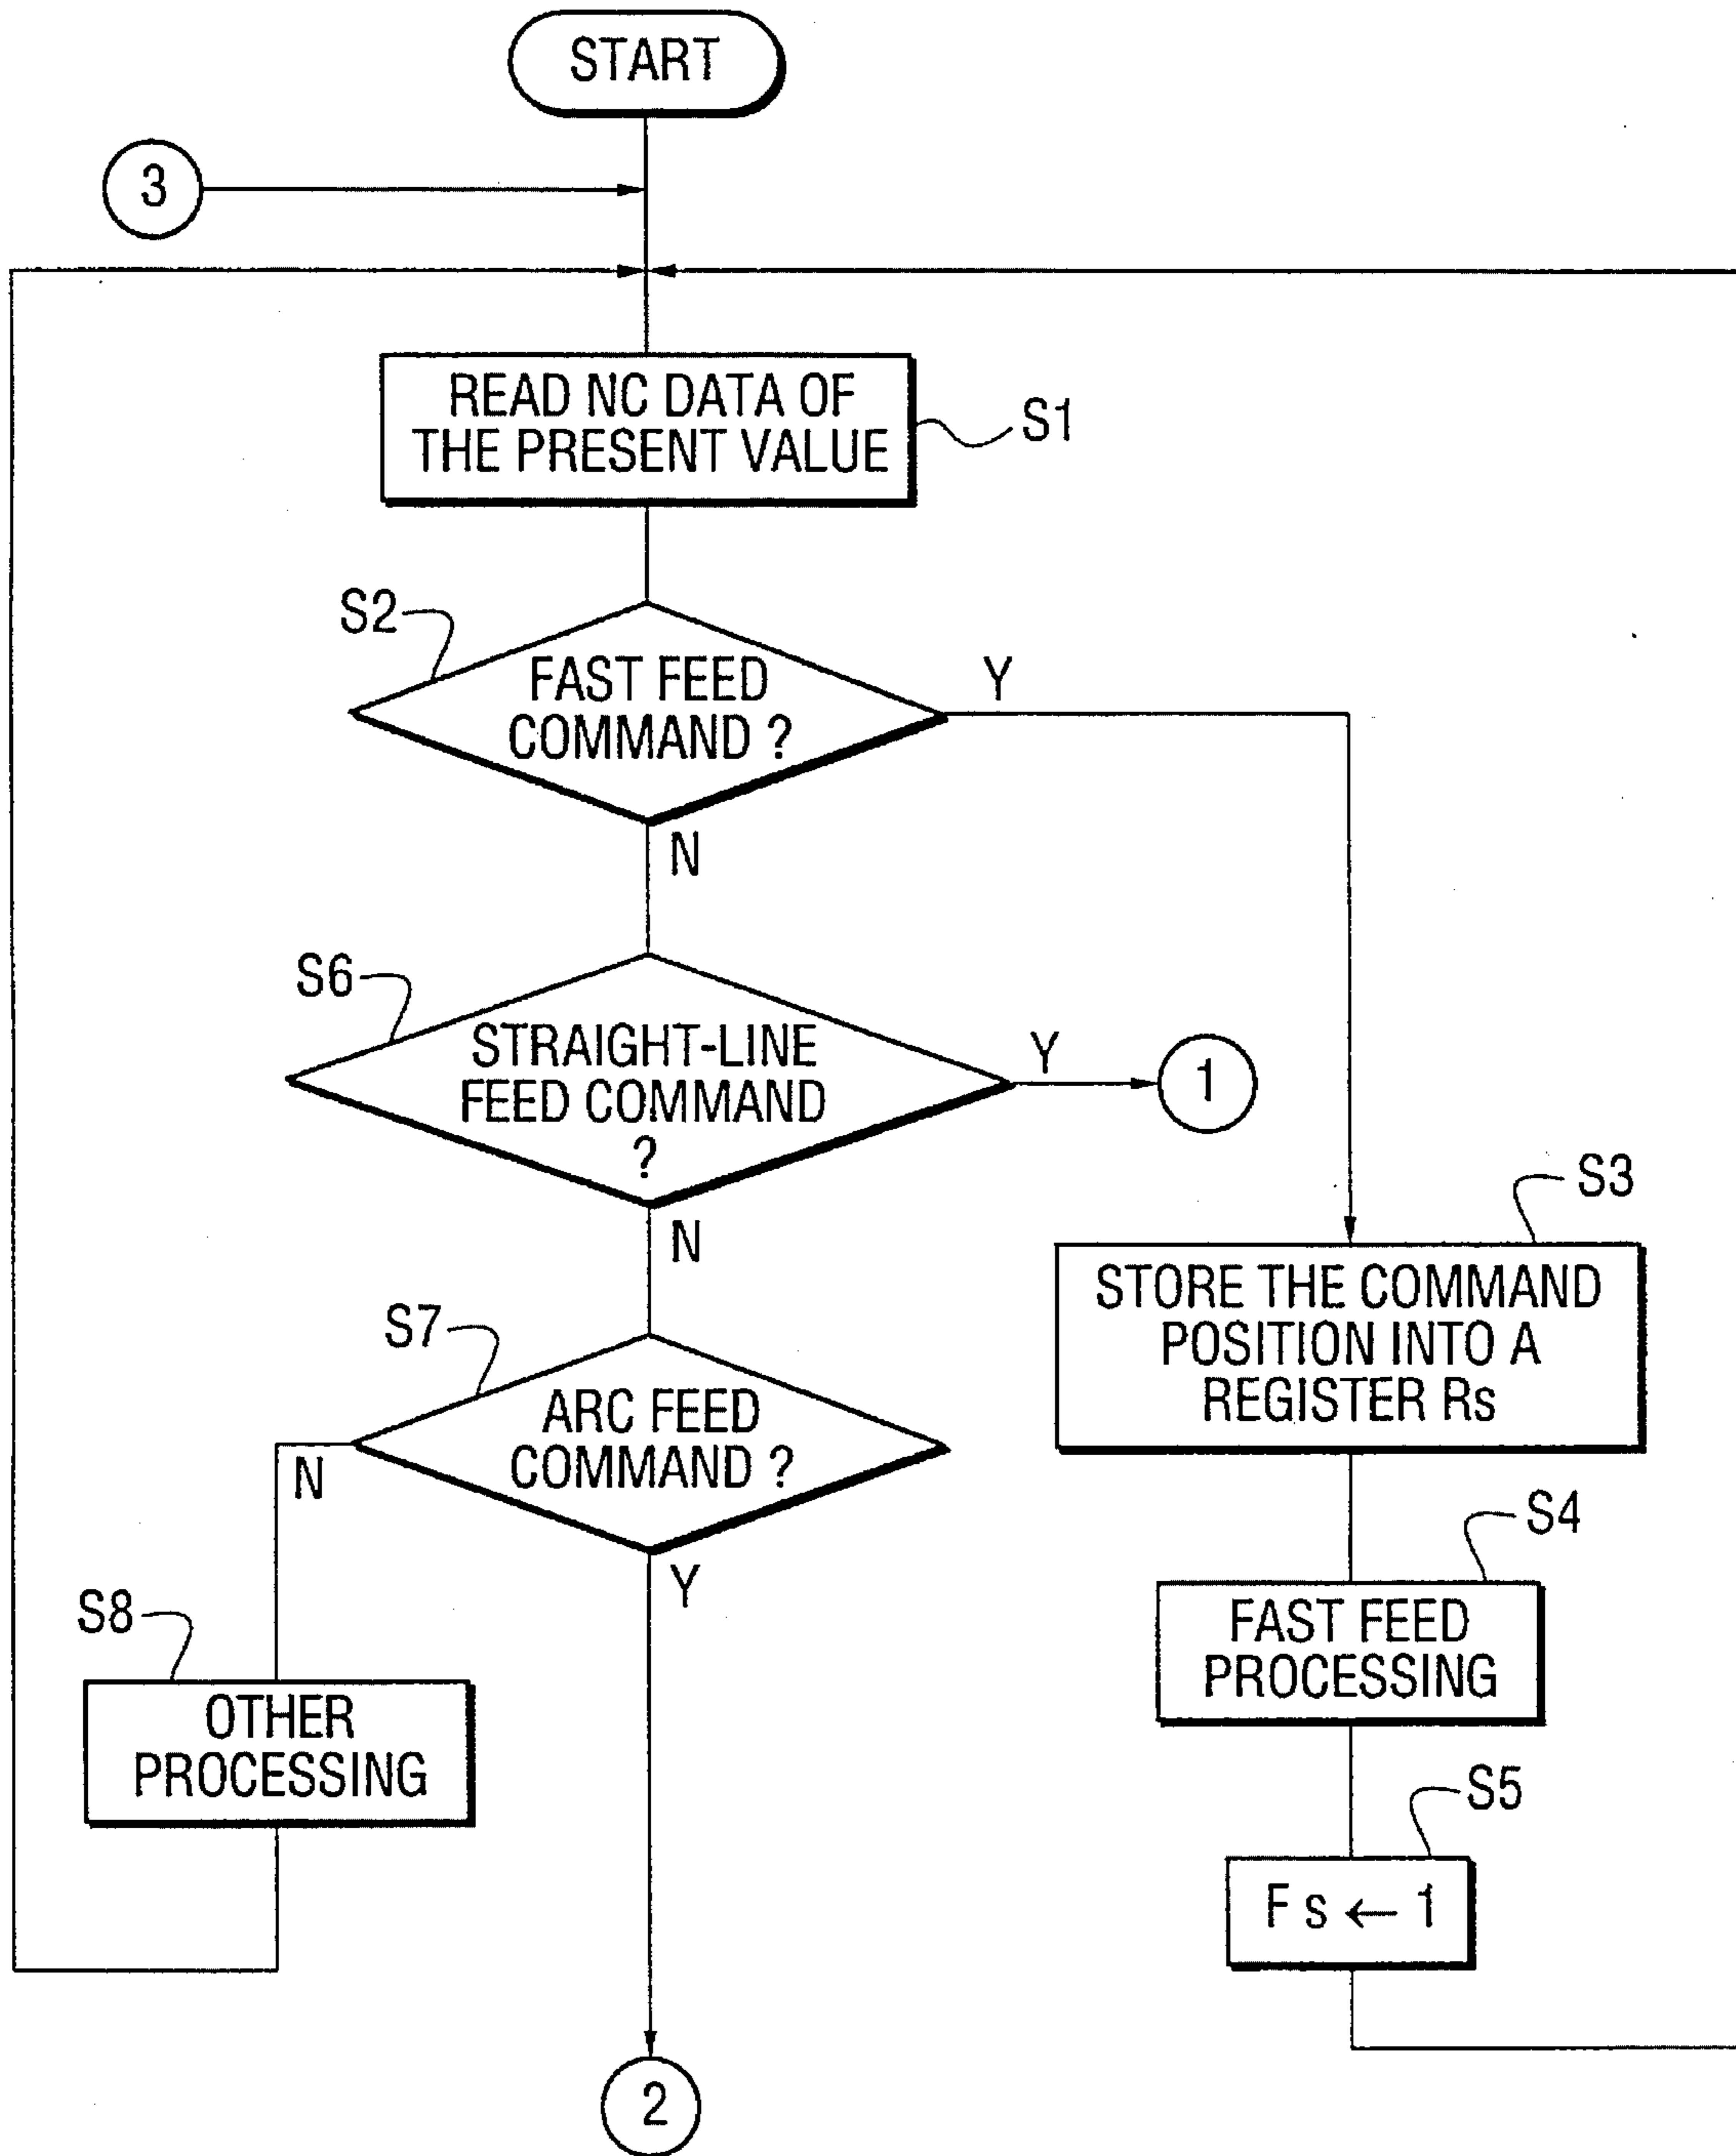 START
3
READ NC DATA OF
THE PRESENT VALUE
S1
S2
FAST FEED
COMMAND ?
Y
N
S6
STRAIGHT-LINE
FEED COMMAND
?
Y
1
N
S3
STORE THE COMMAND
POSITION INTO A
REGISTER Rs
S7
ARC FEED
COMMAND ?
N
Y
S4
FAST FEED
PROCESSING
S8
OTHER
PROCESSING
S5
F s ← 1
2